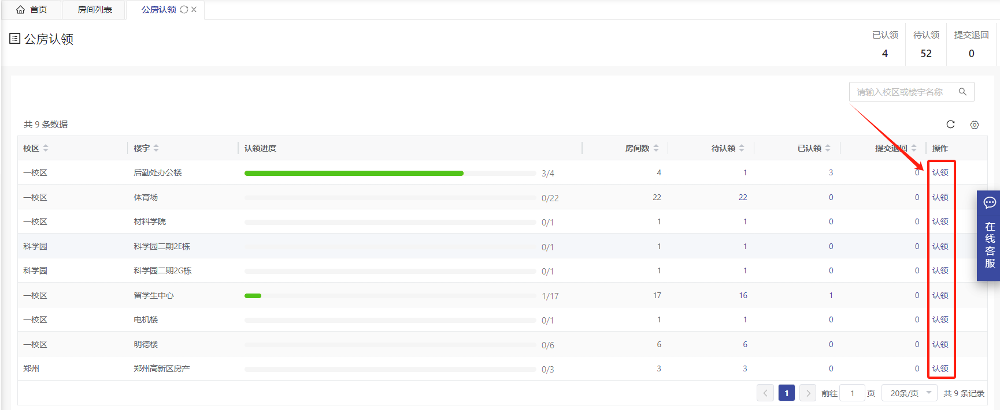 首页 房间列表 公房认领
公房认领
已认领 待认领 提交退回
4 52 0
请输入校区或楼宇名称
共 9 条数据
校区 楼宇 认领进度 房间数 待认领 已认领 提交退回 操作
一校区 后勤处办公楼 3/4 4 1 3 0 认领
一校区 体育场 0/22 22 22 0 0 认领
一校区 材料学院 0/1 1 1 0 0 认领
科学园 科学园二期2E栋 0/1 1 1 0 0 认领
科学园 科学园二期2G栋 0/1 1 1 0 0 认领
一校区 留学生中心 1/17 17 16 1 0 认领
一校区 电机楼 0/1 1 1 0 0 认领
一校区 明德楼 0/6 6 6 0 0 认领
郑州 郑州高新区房产 0/3 3 3 0 0 认领
1 前往 1 页 20条/页 共 9 条记录
在线客服